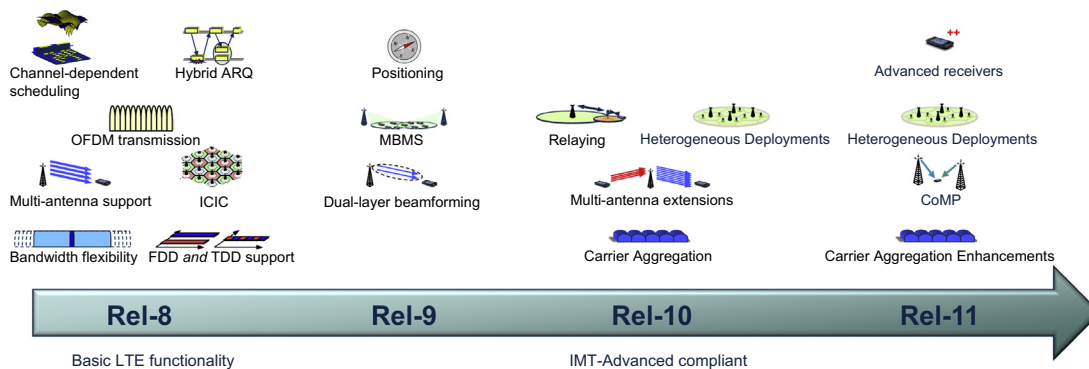 ++
Channel-dependent
scheduling
Hybrid ARQ
Positioning
Advanced receivers
OFDM transmission
MBMS
Relaying
Heterogeneous Deployments
Heterogeneous Deployments
Multi-antenna support
ICIC
Dual-layer beamforming
Multi-antenna extensions
CoMP
Bandwidth flexibility
FDD and TDD support
Carrier Aggregation
Carrier Aggregation Enhancements
Rel-8
Rel-9
Rel-10
Rel-11
Basic LTE functionality
IMT-Advanced compliant